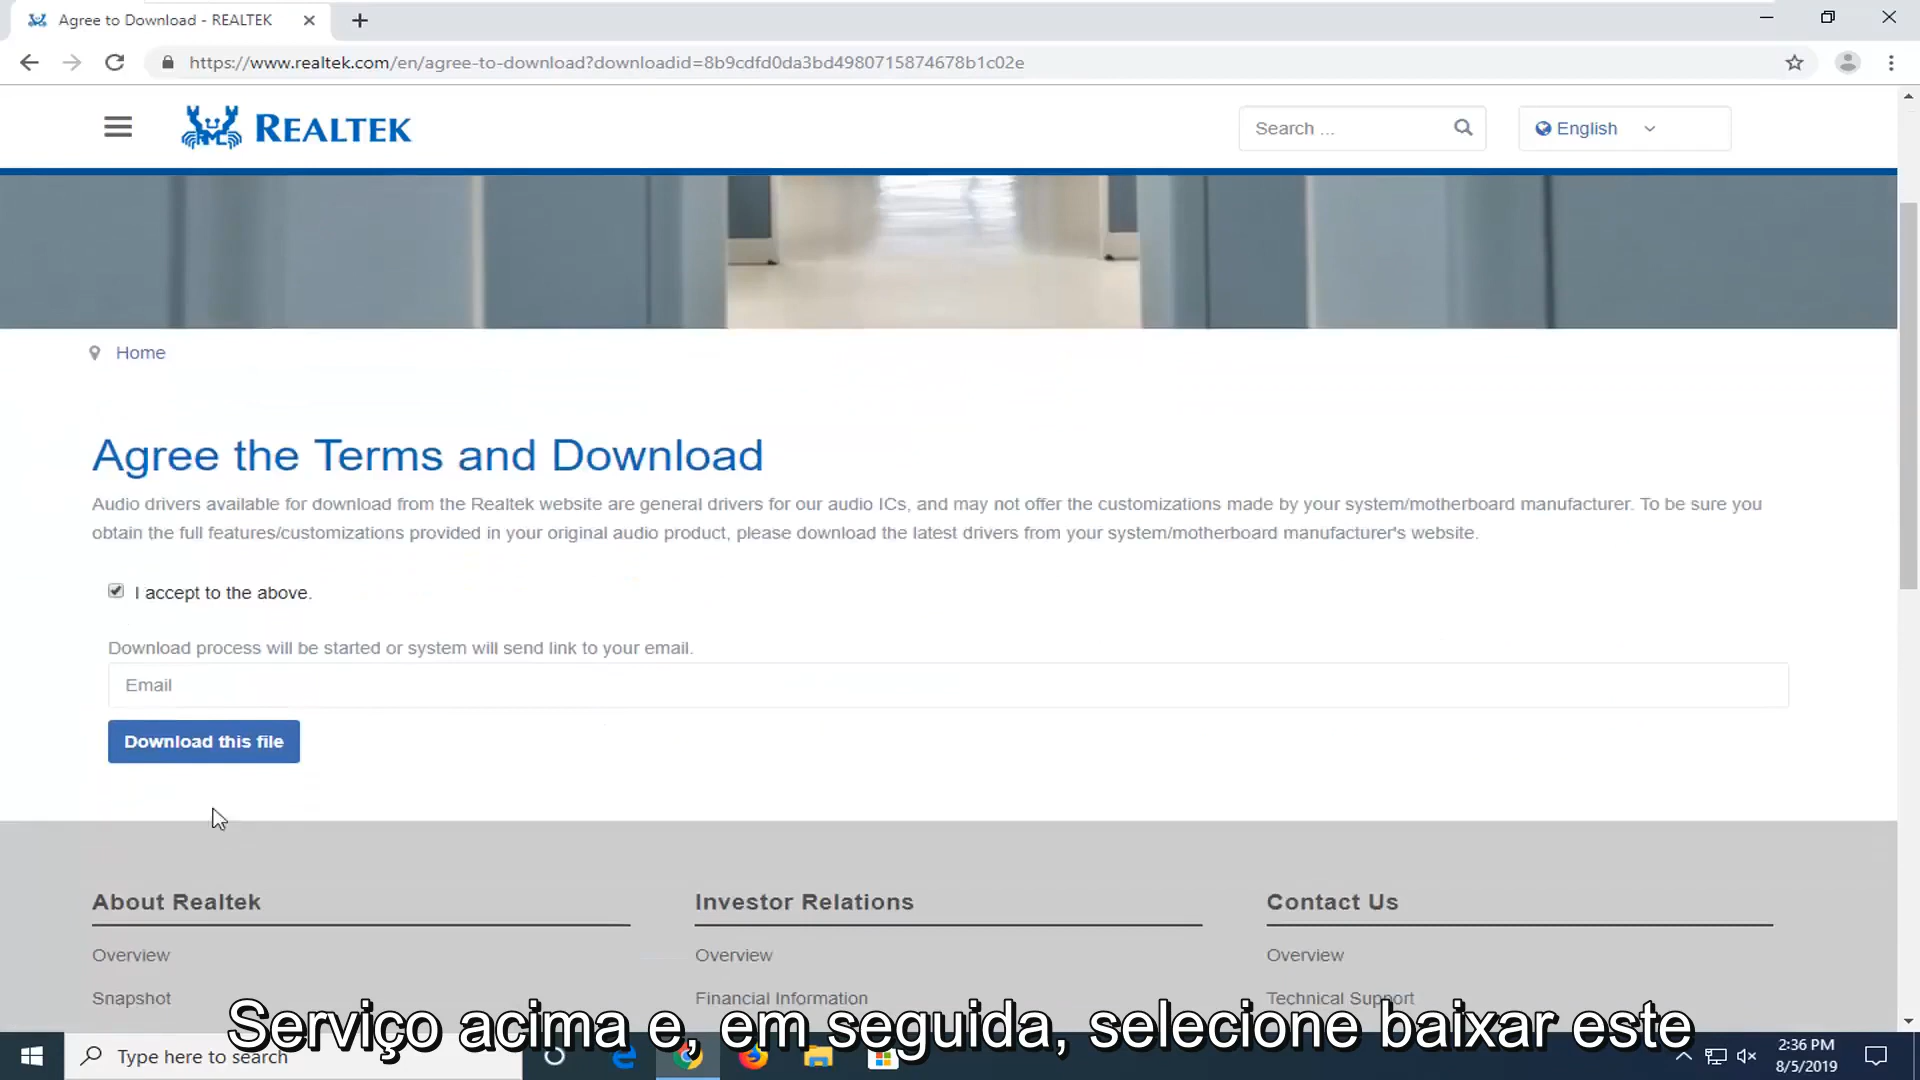 Agree to Download - REALTEK
https://www.realtek.com/en/agree-to-download?downloadid=8b9cdfd0da3bd4980715874678b1c02e
REALTEK
Search ...
English
Home
Agree the Terms and Download
Audio drivers available for download from the Realtek website are general drivers for our audio ICs, and may not offer the customizations made by your system/motherboard manufacturer. To be sure you
obtain the full features/customizations provided in your original audio product, please download the latest drivers from your system/motherboard manufacturer's website.
I accept to the above.
Download process will be started or system will send link to your email.
Email
Download this file
About Realtek
Investor Relations
Contact Us
Overview
Overview
Overview
Snapshot
Financial Information
Technical Support
Serviço acima e, em seguida, selecione baixar este
Type here to search
2:36 PM
8/5/2019